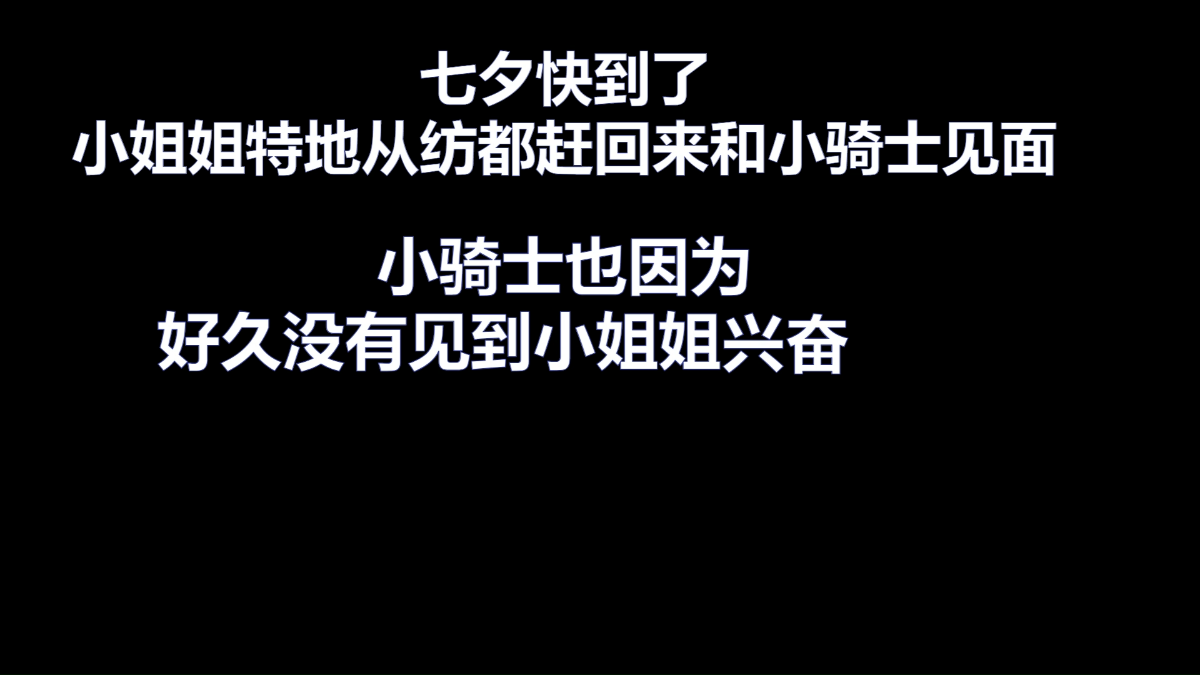 七夕快到了
小姐姐特地从纺都赶回来和小骑士见面
小骑士也因为
好久没有见到小姐姐兴奋